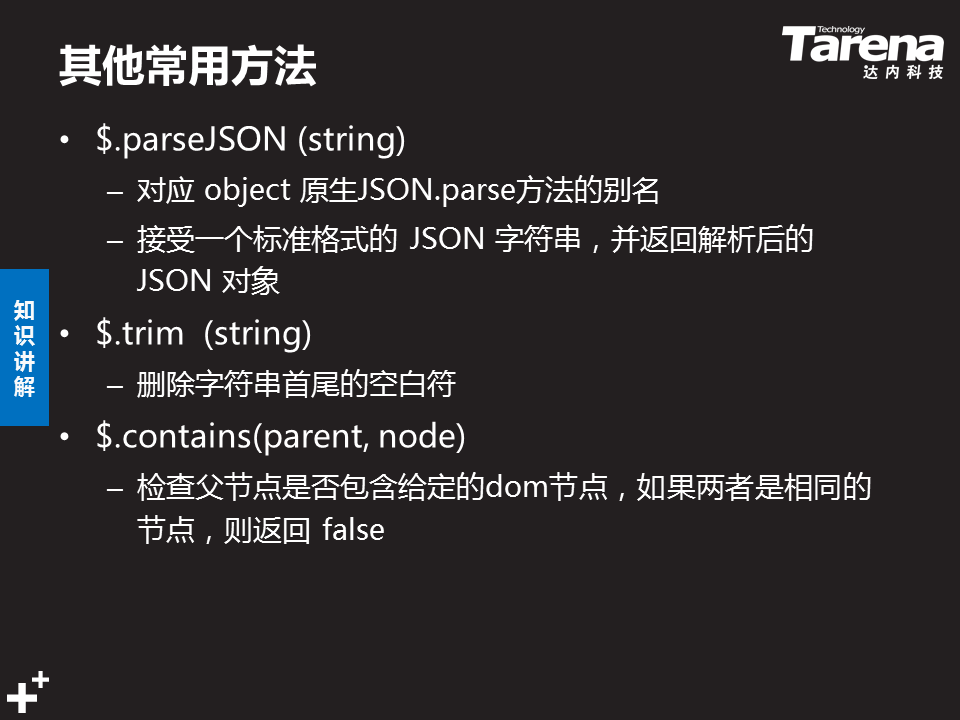 其他常用方法
Technology
Tarena
达内科技
• $.parseJSON (string)
– 对应 object 原生JSON.parse方法的别名
– 接受一个标准格式的 JSON 字符串，并返回解析后的
JSON 对象
知
识
讲
解
• $.trim  (string)
– 删除字符串首尾的空白符
• $.contains(parent, node)
– 检查父节点是否包含给定的dom节点，如果两者是相同的
节点，则返回 false